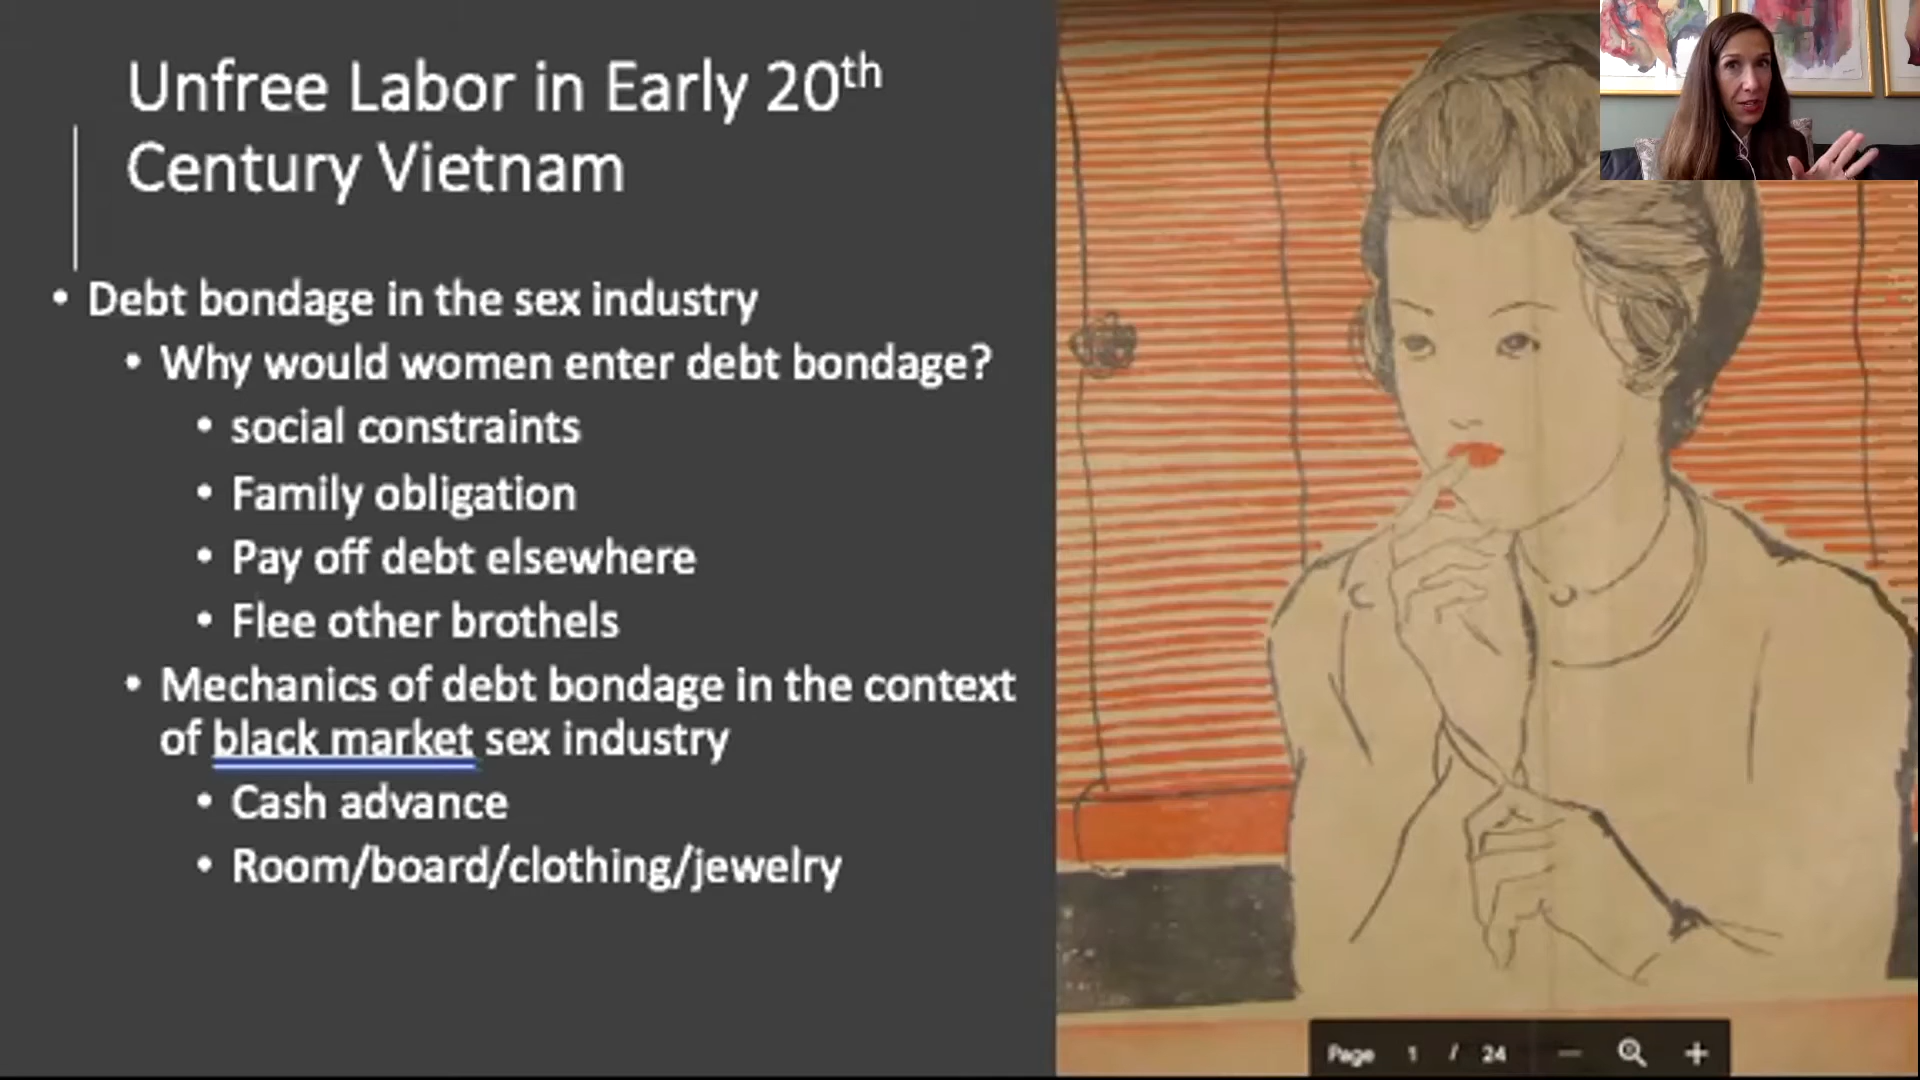 Unfree Labor in Early 20th
Century Vietnam
• Debt bondage in the sex industry
• Why would women enter debt bondage?
• social constraints
• Family obligation
• Pay off debt elsewhere
• Flee other brothels
• Mechanics of debt bondage in the context
of black market sex industry
• Cash advance
• Room/board/clothing/jewelry
Page 1 / 24